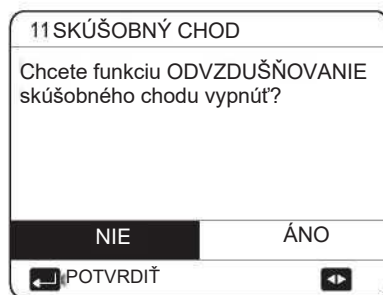 11 SKÚŠOBNÝ CHOD
Chcete funkciu ODVZDUŠŇOVANIE
skúšobného chodu vypnúť?
NIE ÁNO
POTVRDIŤ